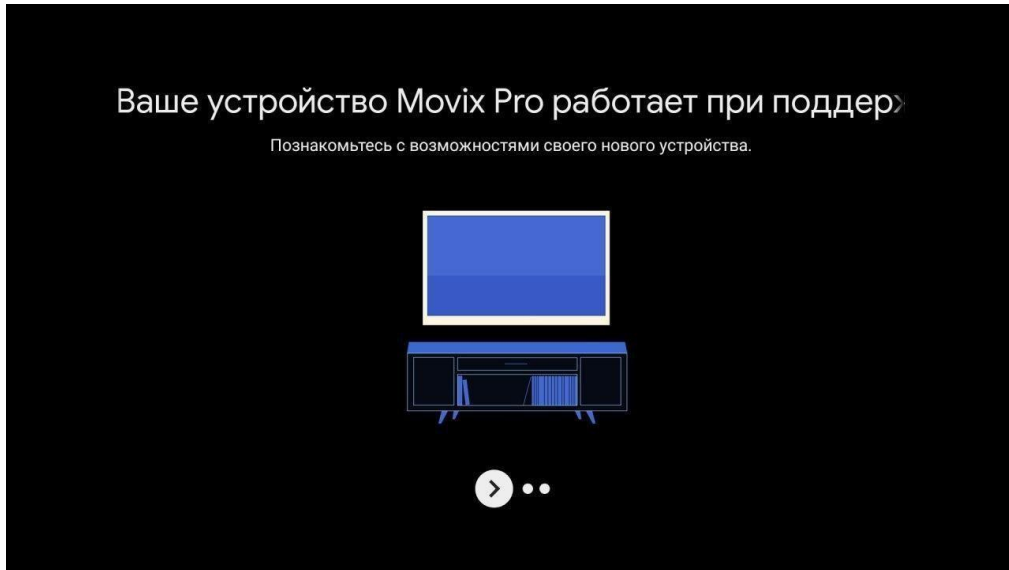 Ваше устройство Movix Pro работает при поддер
Познакомьтесь с возможностями своего нового устройства.